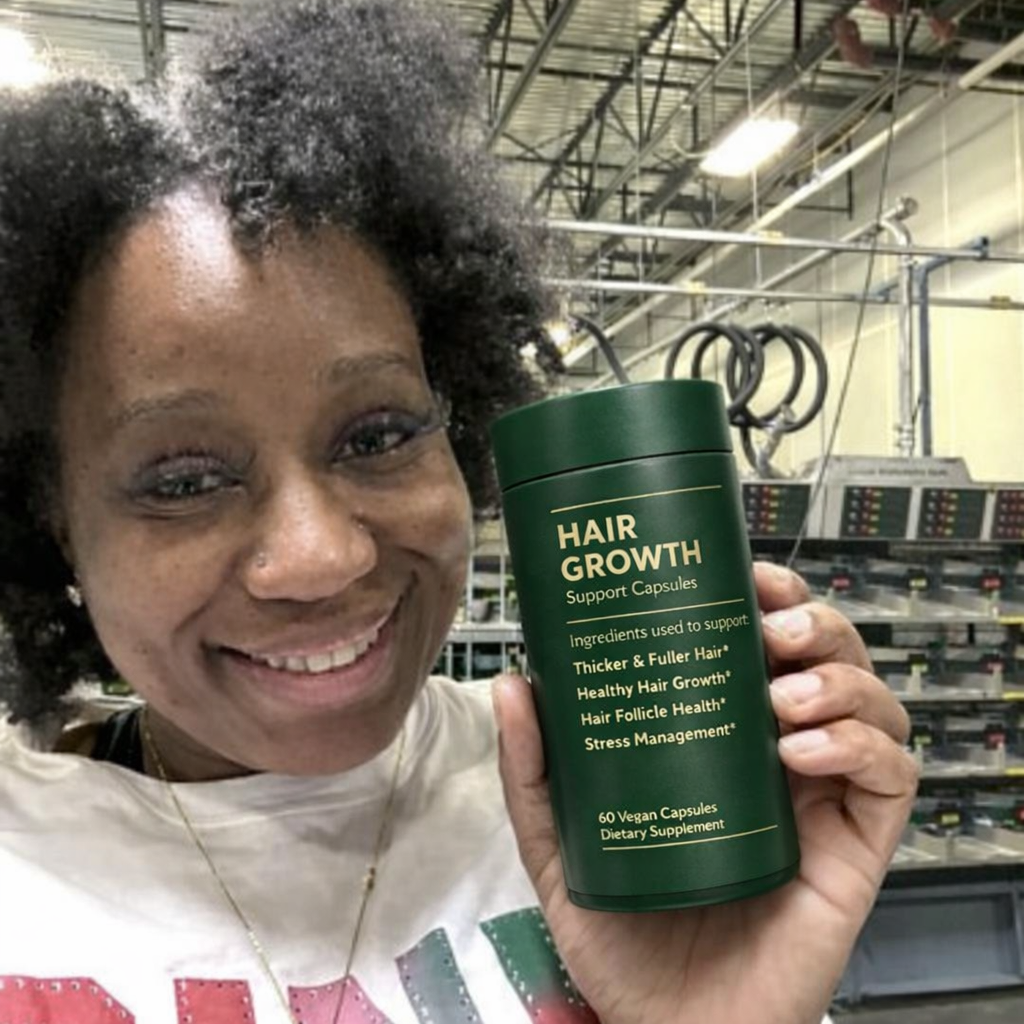 HAIR
GROWTH
Support Capsules
Ingredients used to support:
Thicker & Fuller Hair*
Healthy Hair Growth*
Hair Follicle Health*
Stress Management*
60 Vegan Capsules
Dietary Supplement